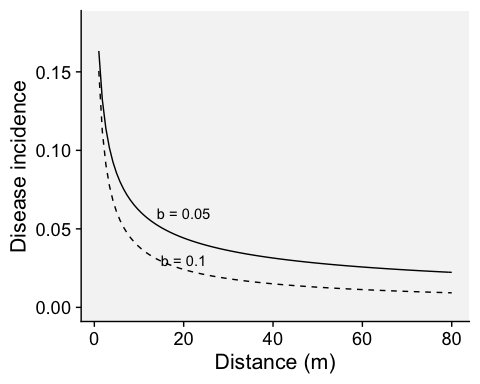 Disease incidence
0.15
0.10
0.05
0.00
b = 0.05
b = 0.1
0 20 40 60 80
Distance (m)